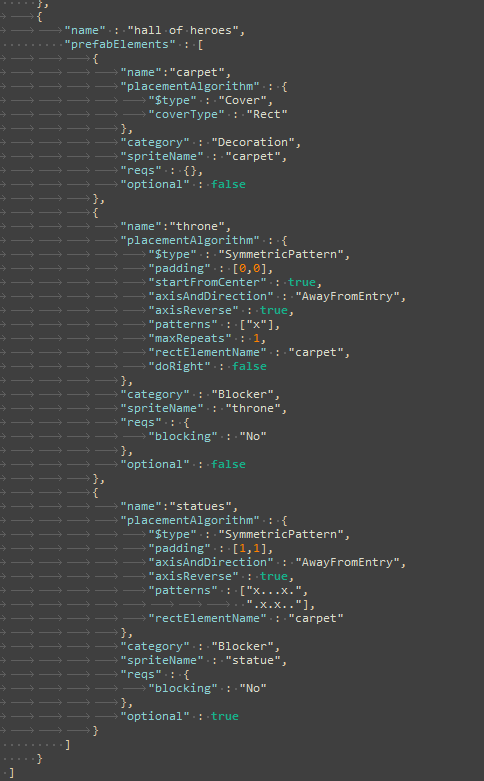 },
{
"name" : "hall of heroes",
"prefabElements" : [
{
"name":"carpet",
"placementAlgorithm" : {
"$type" : "Cover",
"coverType" : "Rect"
},
"category" : "Decoration",
"spriteName" : "carpet",
"reqs" : {},
"optional" : false
},
{
"name":"throne",
"placementAlgorithm" : {
"$type" : "SymmetricPattern",
"padding" : [0,0],
"startFromCenter" : true,
"axisAndDirection" : "AwayFromEntry",
"axisReverse" : true,
"patterns" : ["x"],
"maxRepeats" : 1,
"rectElementName" : "carpet",
"doRight" : false
},
"category" : "Blocker",
"spriteName" : "throne",
"reqs" : {
"blocking" : "No"
},
"optional" : false
},
{
"name":"statues",
"placementAlgorithm" : {
"$type" : "SymmetricPattern",
"padding" : [1,1],
"axisAndDirection" : "AwayFromEntry",
"axisReverse" : true,
"patterns" : ["x...x.",
".x.x.."],
"rectElementName" : "carpet"
},
"category" : "Blocker",
"spriteName" : "statue",
"reqs" : {
"blocking" : "No"
},
"optional" : true
}
]
}
]